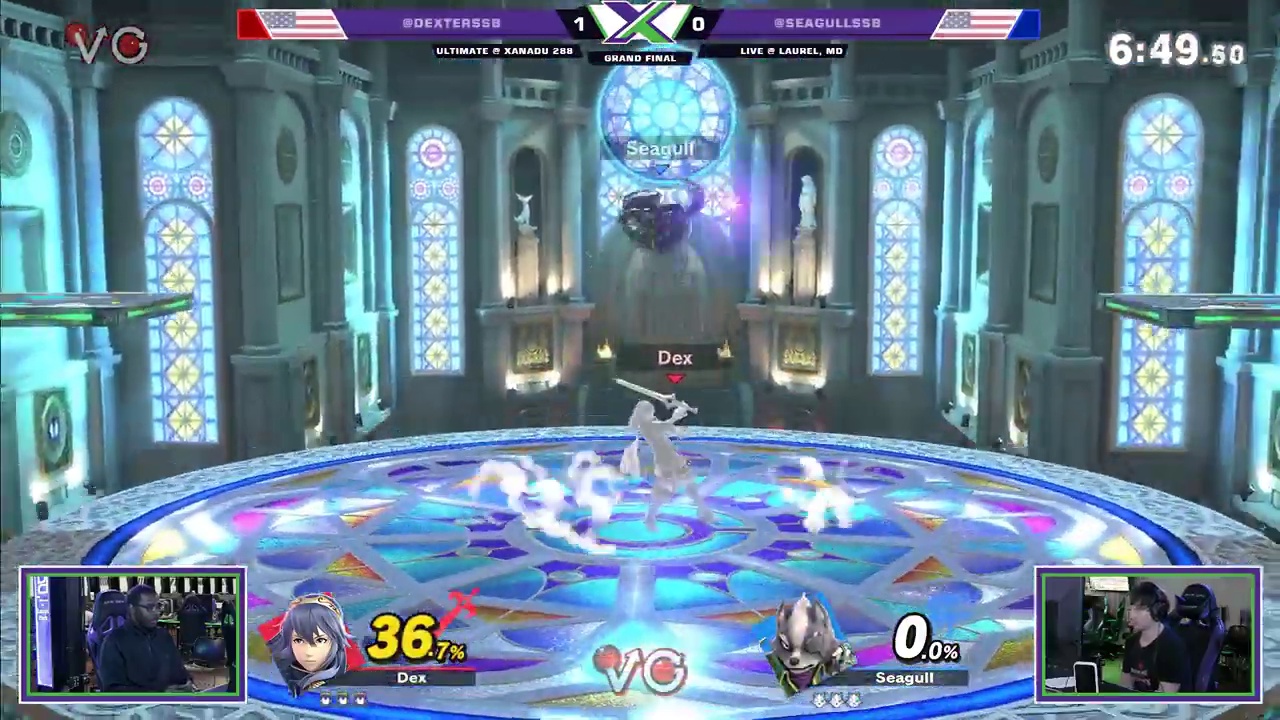 @DEXTERSSB
1
0
@SEAGULLSSB
ULTIMATE @ XANADU 288
LIVE @ LAUREL, MD
GRAND FINAL
VG
6:49.50
Seagull
Dex
36.7%
Dex
VG
0.0%
Seagull